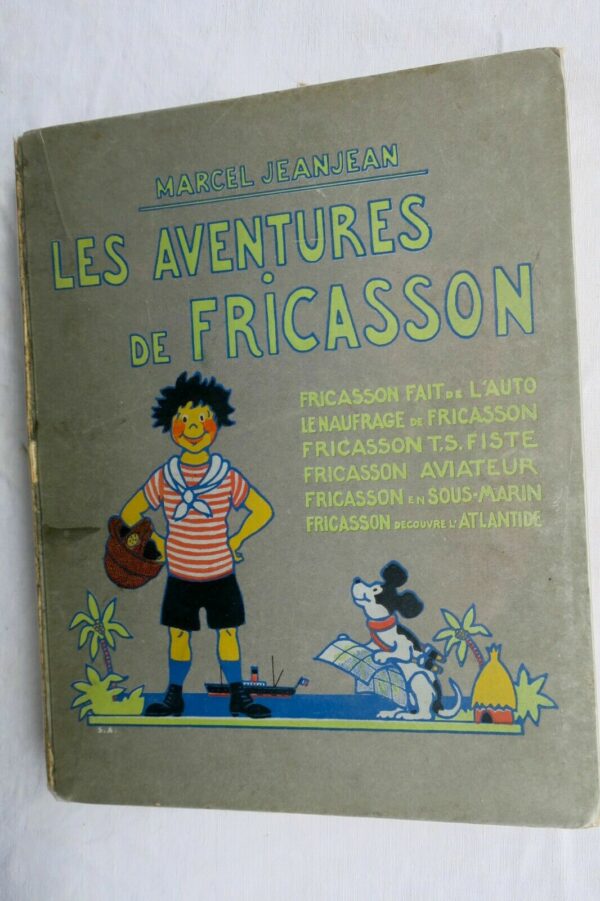 MARCEL JEANJEAN
LES AVENTURES
DE FRICASSON
FRICASSON FAIT DE L'AUTO
LE NAUFRAGE DE FRICASSON
FRICASSON T.S. FISTE
FRICASSON AVIATEUR
FRICASSON EN SOUS-MARIN
FRICASSON DECOUVRE L'ATLANTIDE
S.A.